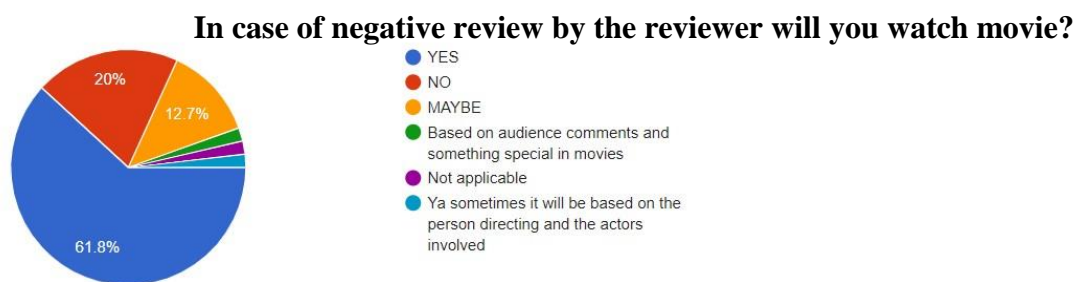 In case of negative review by the reviewer will you watch movie?
YES
NO
MAYBE
Based on audience comments and
something special in movies
Not applicable
Ya sometimes it will be based on the
person directing and the actors
involved
20%
12.7%
61.8%